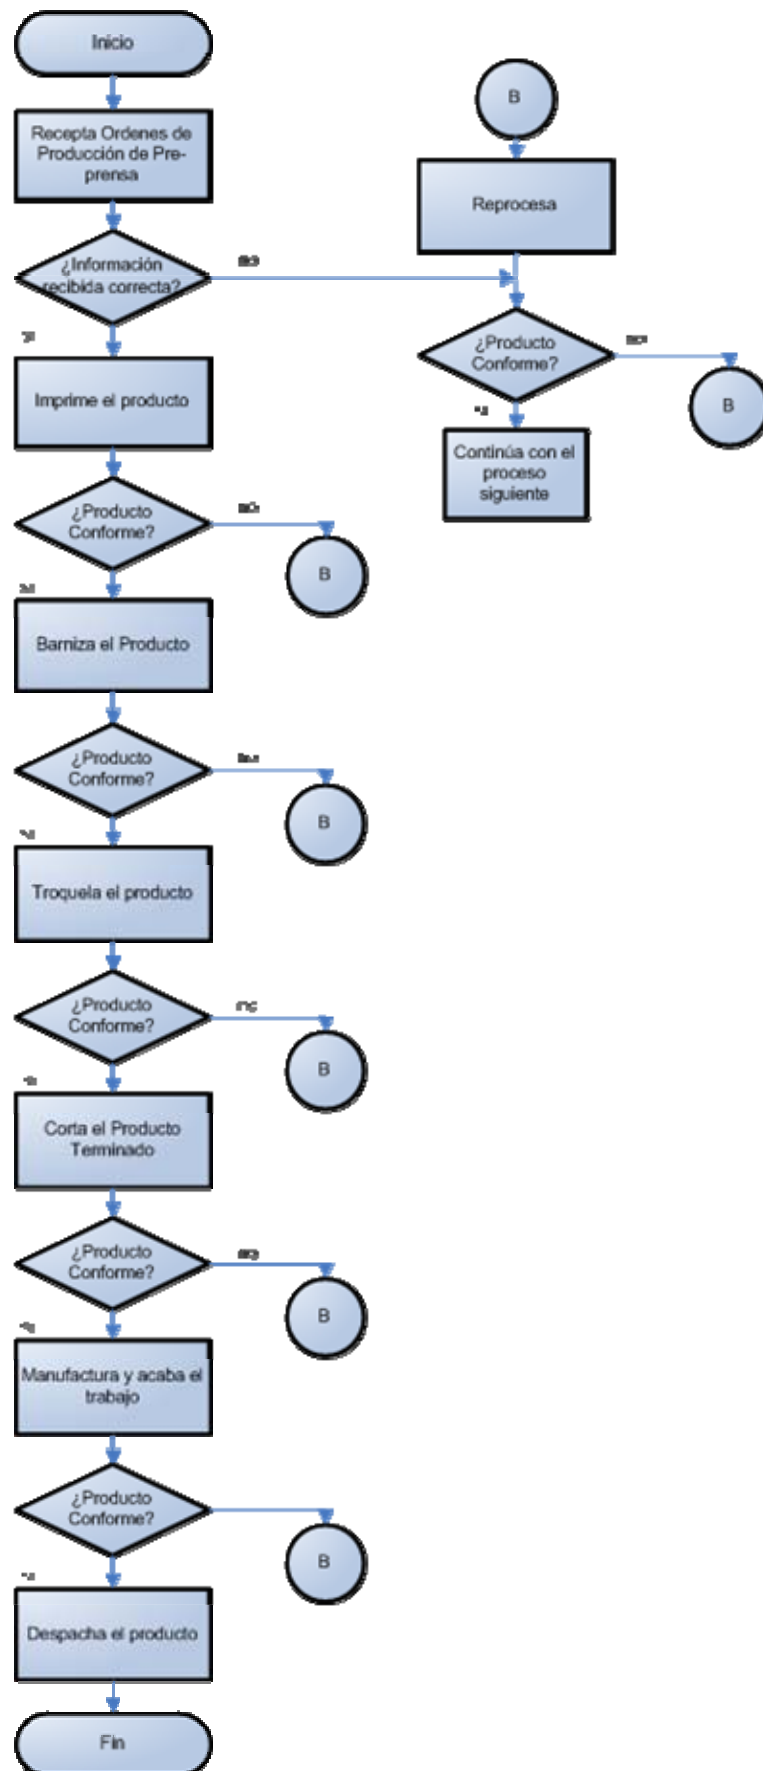 Inicio
Recepta Ordenes de
Producción de Pre-
prensa
¿Información
recibida correcta?
Imprime el producto
¿Producto
Conforme?
B
Barniza el Producto
¿Producto
Conforme?
B
Troquela el producto
¿Producto
Conforme?
B
Corta el Producto
Terminado
¿Producto
Conforme?
B
Manufactura y acaba el
trabajo
¿Producto
Conforme?
B
Despacha el producto
Fin
B
Reprocesa
¿Producto
Conforme?
B
Continúa con el
proceso
siguiente